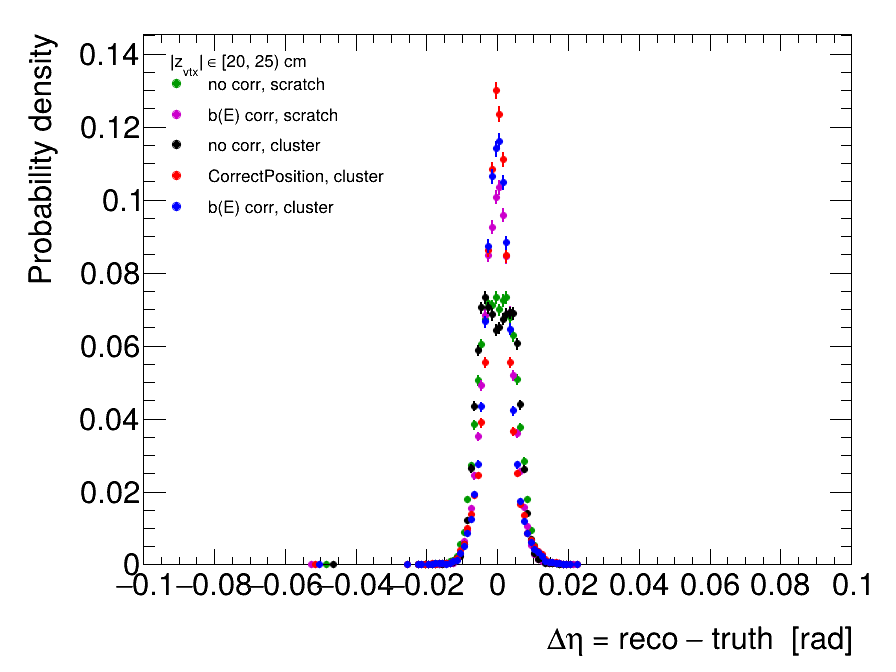 Probability density
0.14
0.12
0.1
0.08
0.06
0.04
0.02
0
|z_vtx| ∈ [20, 25) cm
no corr, scratch
b(E) corr, scratch
no corr, cluster
CorrectPosition, cluster
b(E) corr, cluster
−0.1 −0.08 −0.06 −0.04 −0.02 0 0.02 0.04 0.06 0.08 0.1
Δη = reco − truth [rad]